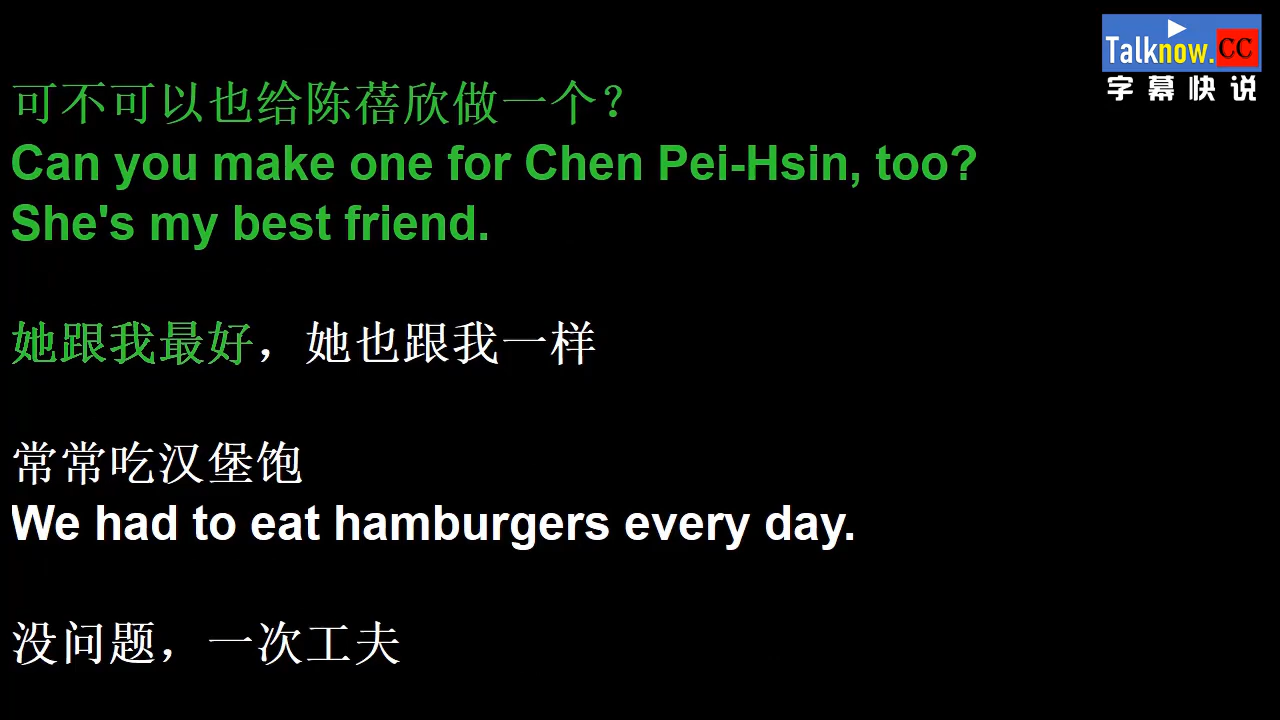 Talknow.CC
字幕快说
可不可以也给陈蓓欣做一个？
Can you make one for Chen Pei-Hsin, too?
She's my best friend.
她跟我最好，她也跟我一样
常常吃汉堡饱
We had to eat hamburgers every day.
没问题，一次工夫